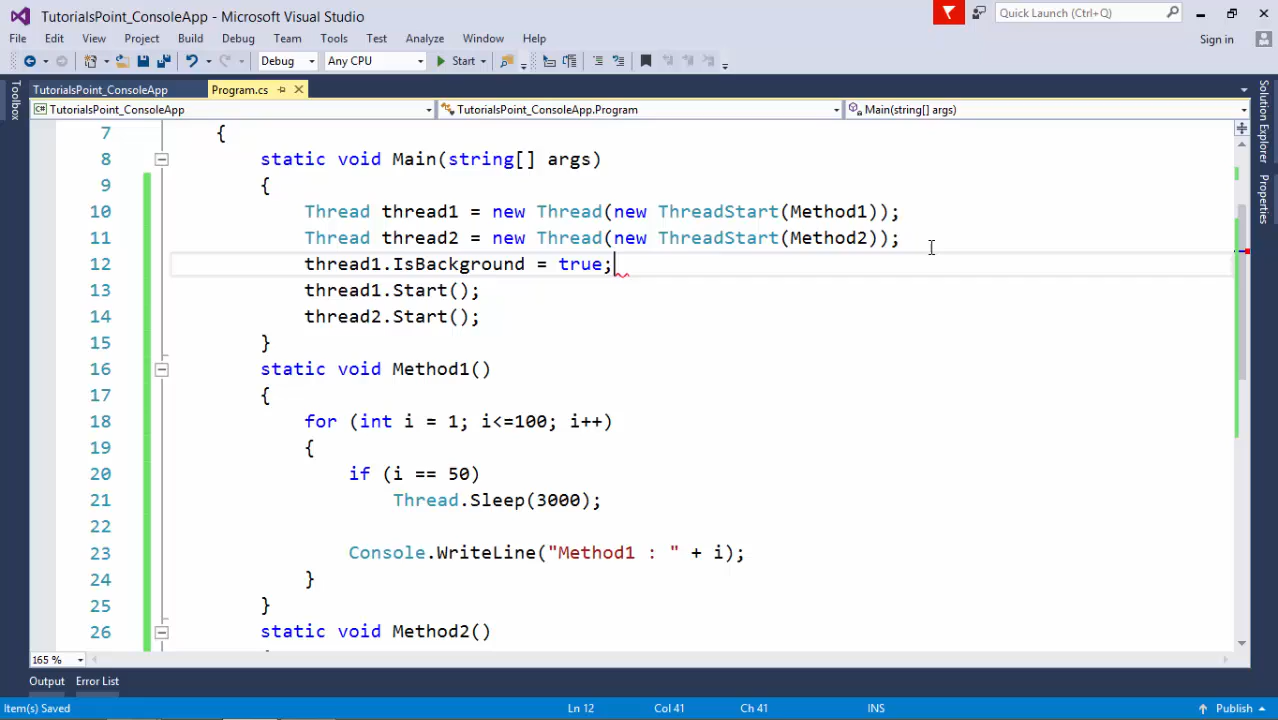 TutorialsPoint_ConsoleApp - Microsoft Visual Studio
Quick Launch (Ctrl+Q)
File Edit View Project Build Debug Team Tools Test Analyze Window Help
Sign in
Debug Any CPU Start
TutorialsPoint_ConsoleApp Program.cs
TutorialsPoint_ConsoleApp TutorialsPoint_ConsoleApp.Program Main(string[] args)
Toolbox
Solution Explorer
Properties
7 {
8 static void Main(string[] args)
9 {
10 Thread thread1 = new Thread(new ThreadStart(Method1));
11 Thread thread2 = new Thread(new ThreadStart(Method2));
12 thread1.IsBackground = true;
13 thread1.Start();
14 thread2.Start();
15 }
16 static void Method1()
17 {
18 for (int i = 1; i<=100; i++)
19 {
20 if (i == 50)
21 Thread.Sleep(3000);
22
23 Console.WriteLine("Method1 : " + i);
24 }
25 }
26 static void Method2()
165 %
Output Error List
Item(s) Saved Ln 12 Col 41 Ch 41 INS Publish